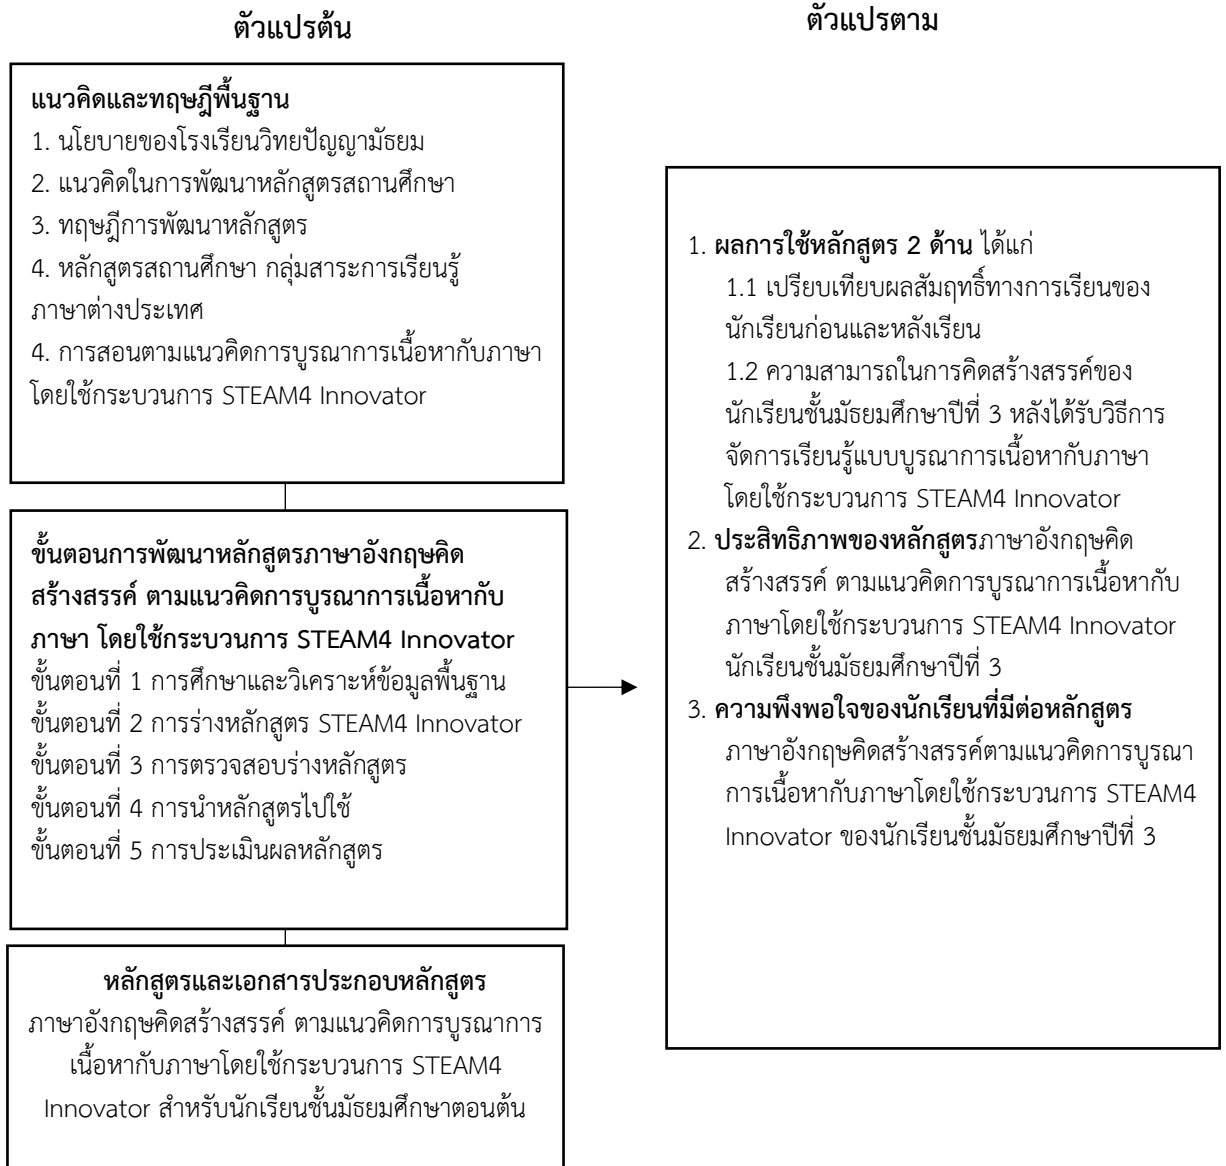 ตัวแปรต้น
ตัวแปรตาม
แนวคิดและทฤษฎีพื้นฐาน
1. นโยบายของโรงเรียนวิทยปัญญามัธยม
2. แนวคิดในการพัฒนาหลักสูตรสถานศึกษา
3. ทฤษฎีการพัฒนาหลักสูตร
4. หลักสูตรสถานศึกษา กลุ่มสาระการเรียนรู้
ภาษาต่างประเทศ
4. การสอนตามแนวคิดการบูรณาการเนื้อหากับภาษา
โดยใช้กระบวนการ STEAM4 Innovator
ขั้นตอนการพัฒนาหลักสูตรภาษาอังกฤษคิด
สร้างสรรค์ ตามแนวคิดการบูรณาการเนื้อหากับ
ภาษา โดยใช้กระบวนการ STEAM4 Innovator
ขั้นตอนที่ 1 การศึกษาและวิเคราะห์ข้อมูลพื้นฐาน
ขั้นตอนที่ 2 การร่างหลักสูตร STEAM4 Innovator
ขั้นตอนที่ 3 การตรวจสอบร่างหลักสูตร
ขั้นตอนที่ 4 การนำหลักสูตรไปใช้
ขั้นตอนที่ 5 การประเมินผลหลักสูตร
หลักสูตรและเอกสารประกอบหลักสูตร
ภาษาอังกฤษคิดสร้างสรรค์ ตามแนวคิดการบูรณาการ
เนื้อหากับภาษาโดยใช้กระบวนการ STEAM4
Innovator สำหรับนักเรียนชั้นมัธยมศึกษาตอนต้น
1. ผลการใช้หลักสูตร 2 ด้าน ได้แก่
1.1 เปรียบเทียบผลสัมฤทธิ์ทางการเรียนของ
นักเรียนก่อนและหลังเรียน
1.2 ความสามารถในการคิดสร้างสรรค์ของ
นักเรียนชั้นมัธยมศึกษาปีที่ 3 หลังได้รับวิธีการ
จัดการเรียนรู้แบบบูรณาการเนื้อหากับภาษา
โดยใช้กระบวนการ STEAM4 Innovator
2. ประสิทธิภาพของหลักสูตรภาษาอังกฤษคิด
สร้างสรรค์ ตามแนวคิดการบูรณาการเนื้อหากับ
ภาษาโดยใช้กระบวนการ STEAM4 Innovator
นักเรียนชั้นมัธยมศึกษาปีที่ 3
3. ความพึงพอใจของนักเรียนที่มีต่อหลักสูตร
ภาษาอังกฤษคิดสร้างสรรค์ตามแนวคิดการบูรณา
การเนื้อหากับภาษาโดยใช้กระบวนการ STEAM4
Innovator ของนักเรียนชั้นมัธยมศึกษาปีที่ 3